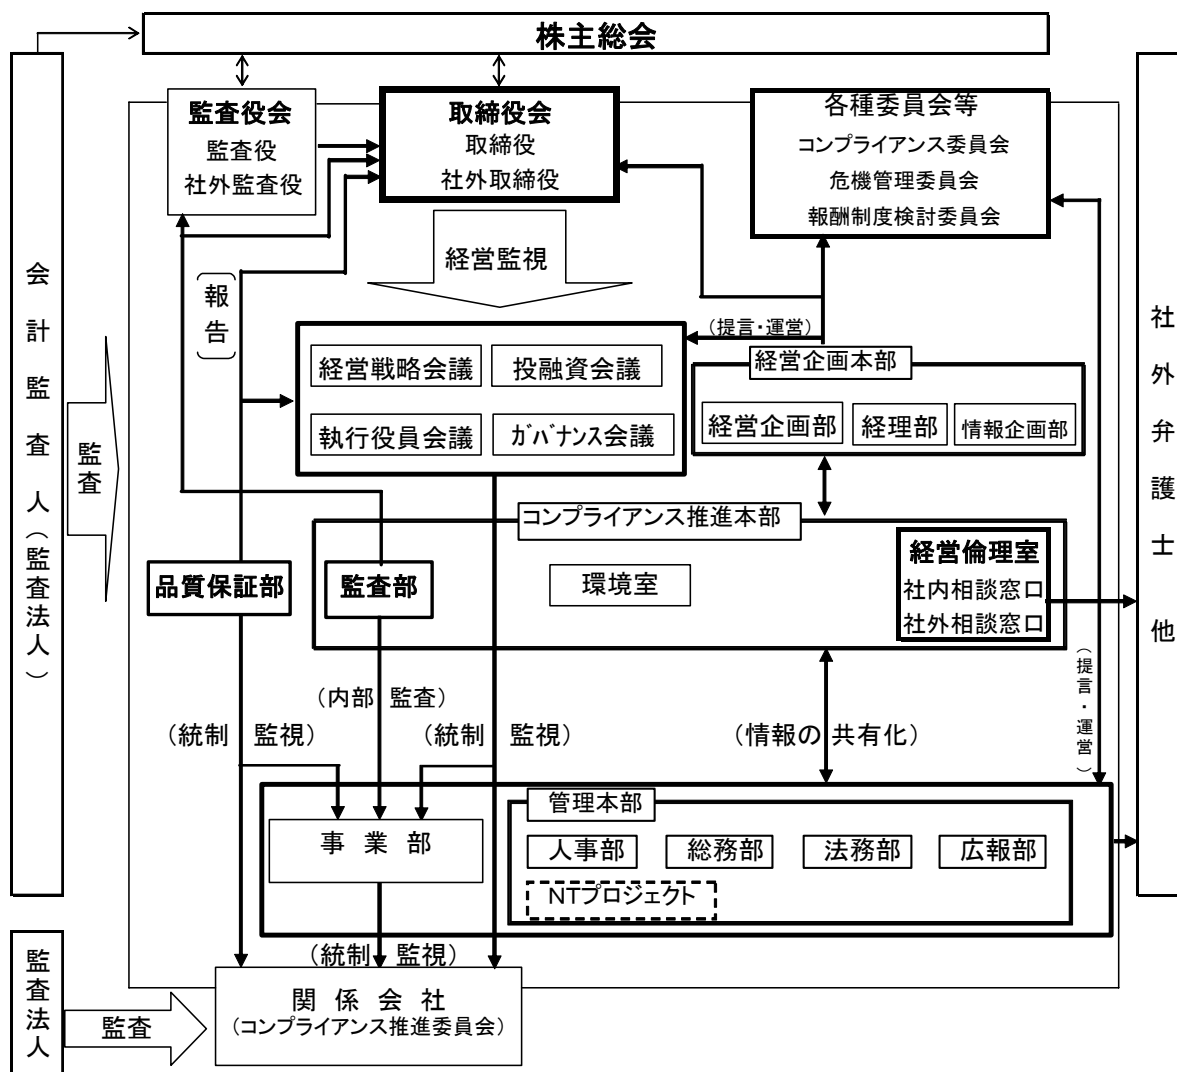 株主総会
監査役会
監査役
社外監査役
取締役会
取締役
社外取締役
各種委員会等
コンプライアンス委員会
危機管理委員会
報酬制度検討委員会
会計監査人(監査法人)
社外弁護士 他
経営監視
(報告)
(提言・運営)
経営戦略会議
投融資会議
執行役員会議
ガバナンス会議
経営企画本部
経営企画部
経理部
情報企画部
監査
コンプライアンス推進本部
品質保証部
監査部
環境室
経営倫理室
社内相談窓口
社外相談窓口
(内部 監査)
(統制 監視)
(統制 監視)
(情報の 共有化)
(提言・運営)
管理本部
事 業 部
人事部
総務部
法務部
広報部
NTプロジェクト
(統制 監視)
監査法人
監査
関 係 会 社
(コンプライアンス推進委員会)